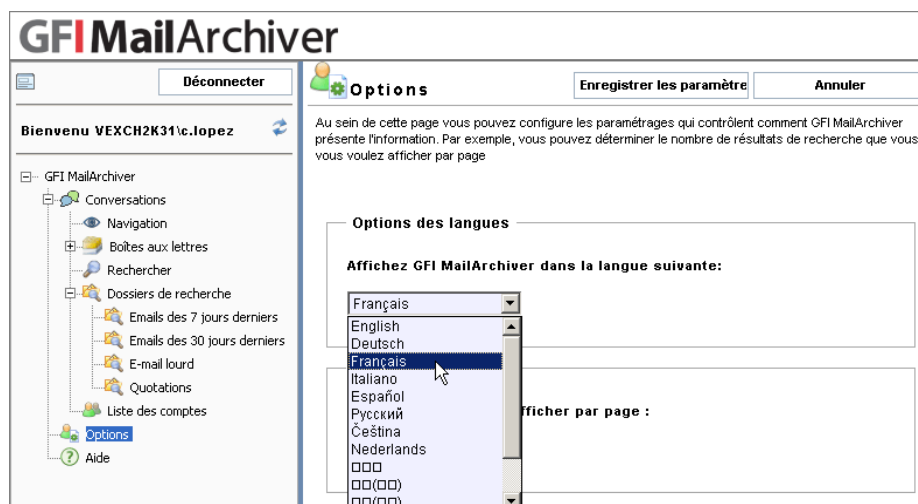 GFI MailArchiver
Déconnecter
Bienvenu VEXCH2K31\c.lopez
GFI MailArchiver
Conversations
Navigation
Boîtes aux lettres
Rechercher
Dossiers de recherche
Emails des 7 jours derniers
Emails des 30 jours derniers
E-mail lourd
Quotations
Liste des comptes
Options
Aide
Options
Enregistrer les paramètre
Annuler
Au sein de cette page vous pouvez configure les paramétrages qui contrôlent comment GFI MailArchiver
présente l'information. Par exemple, vous pouvez déterminer le nombre de résultats de recherche que vous
vous voulez afficher par page
Options des langues
Affichez GFI MailArchiver dans la langue suivante:
Français
English
Deutsch
Français
Italiano
Español
Русский
Čeština
Nederlands
□□□
□□(□□)
□□(□□)
fficher par page :